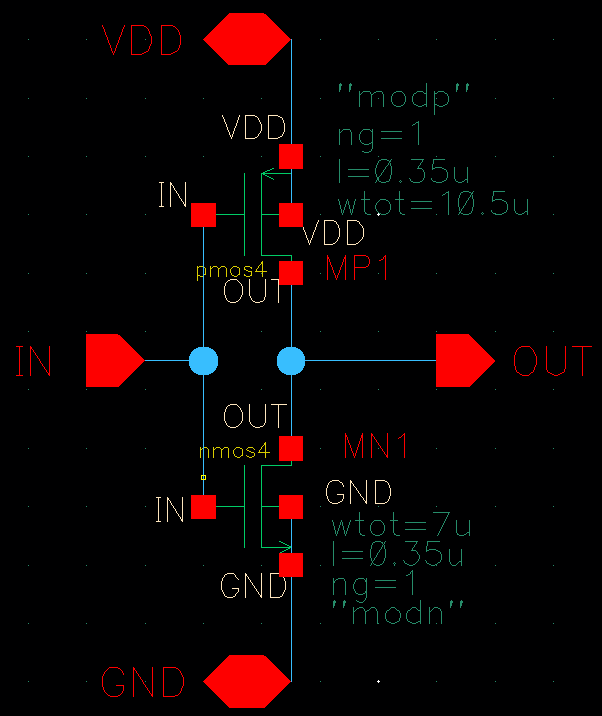 VDD
"modp"
VDD
ng=1
l=0.35u
IN
wtot=10.5u
VDD
pmos4
MP1
OUT
IN
OUT
OUT
nmos4
MN1
GND
IN
wtot=7u
l=0.35u
GND
ng=1
"modn"
GND